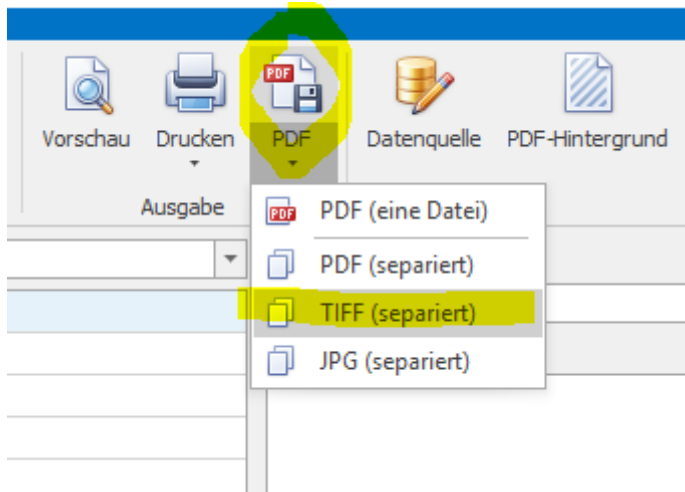 PDF
Vorschau Drucken PDF Datenquelle PDF-Hintergrund
Ausgabe
PDF PDF (eine Datei)
PDF (separiert)
TIFF (separiert)
JPG (separiert)